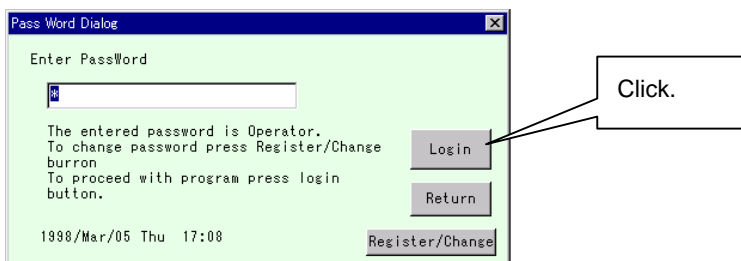 Pass Word Dialog
Enter PassWord
*
Click.
The entered password is Operator.
To change password press Register/Change
burron
To proceed with program press login
button.
Login
Return
1998/Mar/05 Thu 17:08
Register/Change